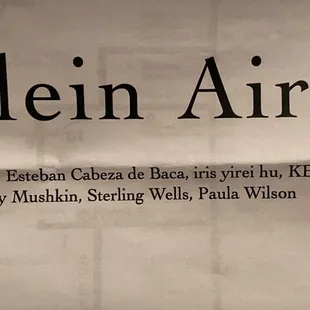 lein Air
Esteban Cabeza de Baca, iris yirei hu, KE
y Mushkin, Sterling Wells, Paula Wilson